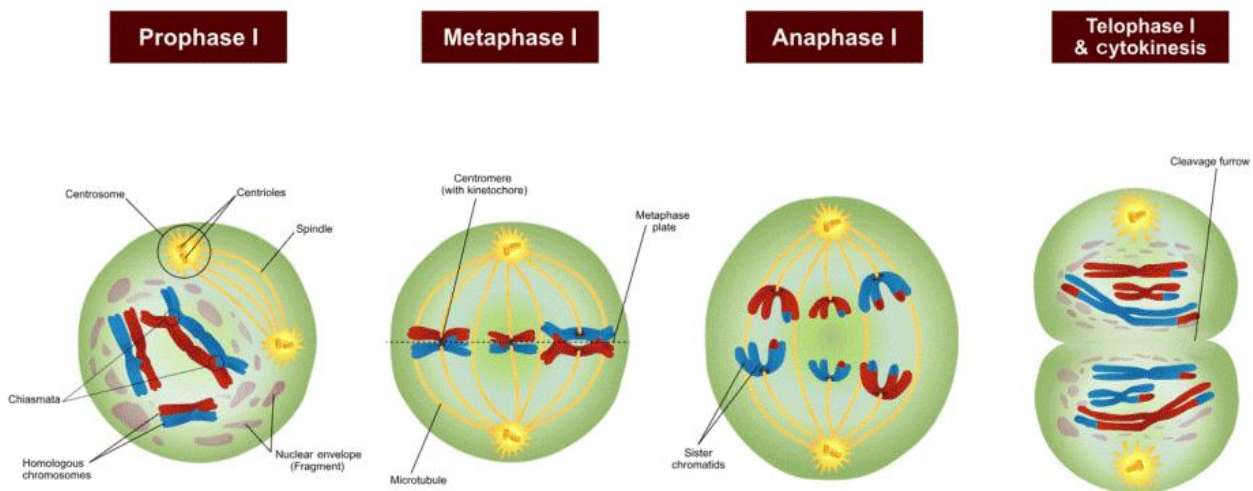 Prophase I
Metaphase I
Anaphase I
Telophase I
& cytokinesis
Centrosome
Centrioles
Spindle
Chiasmata
Homologous
chromosomes
Nuclear envelope
(Fragment)
Centromere
(with kinetochore)
Metaphase
plate
Microtubule
Sister
chromatids
Cleavage furrow